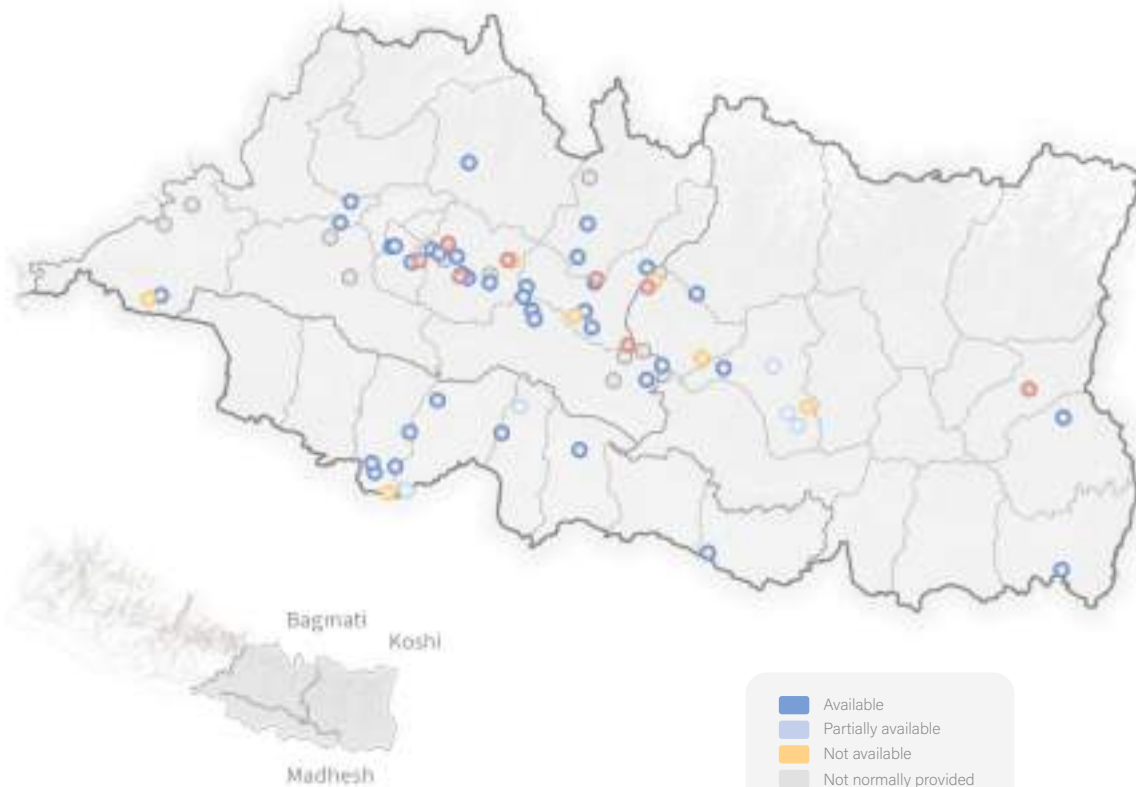 Bagmati
Koshi
Madhesh
Available
Partially available
Not available
Not normally provided